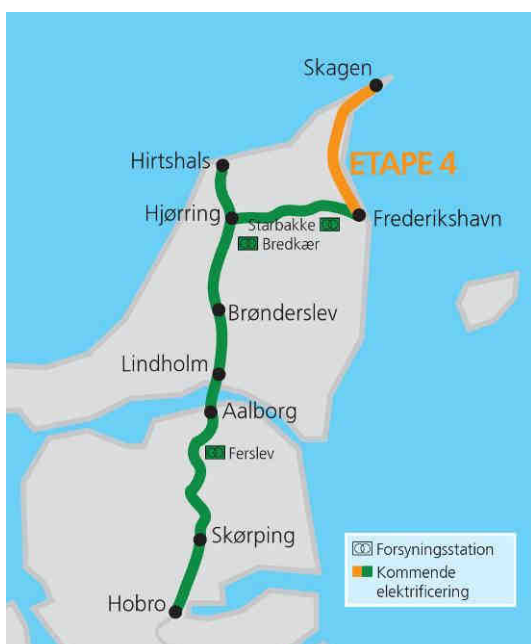 Skagen
Hirtshals
ETAPE 4
Hjørring
Starbakke
Frederikshavn
Bredkær
Brønderslev
Lindholm
Aalborg
Ferslev
Skørping
Forsyningsstation
Kommende
elektrificering
Hobro